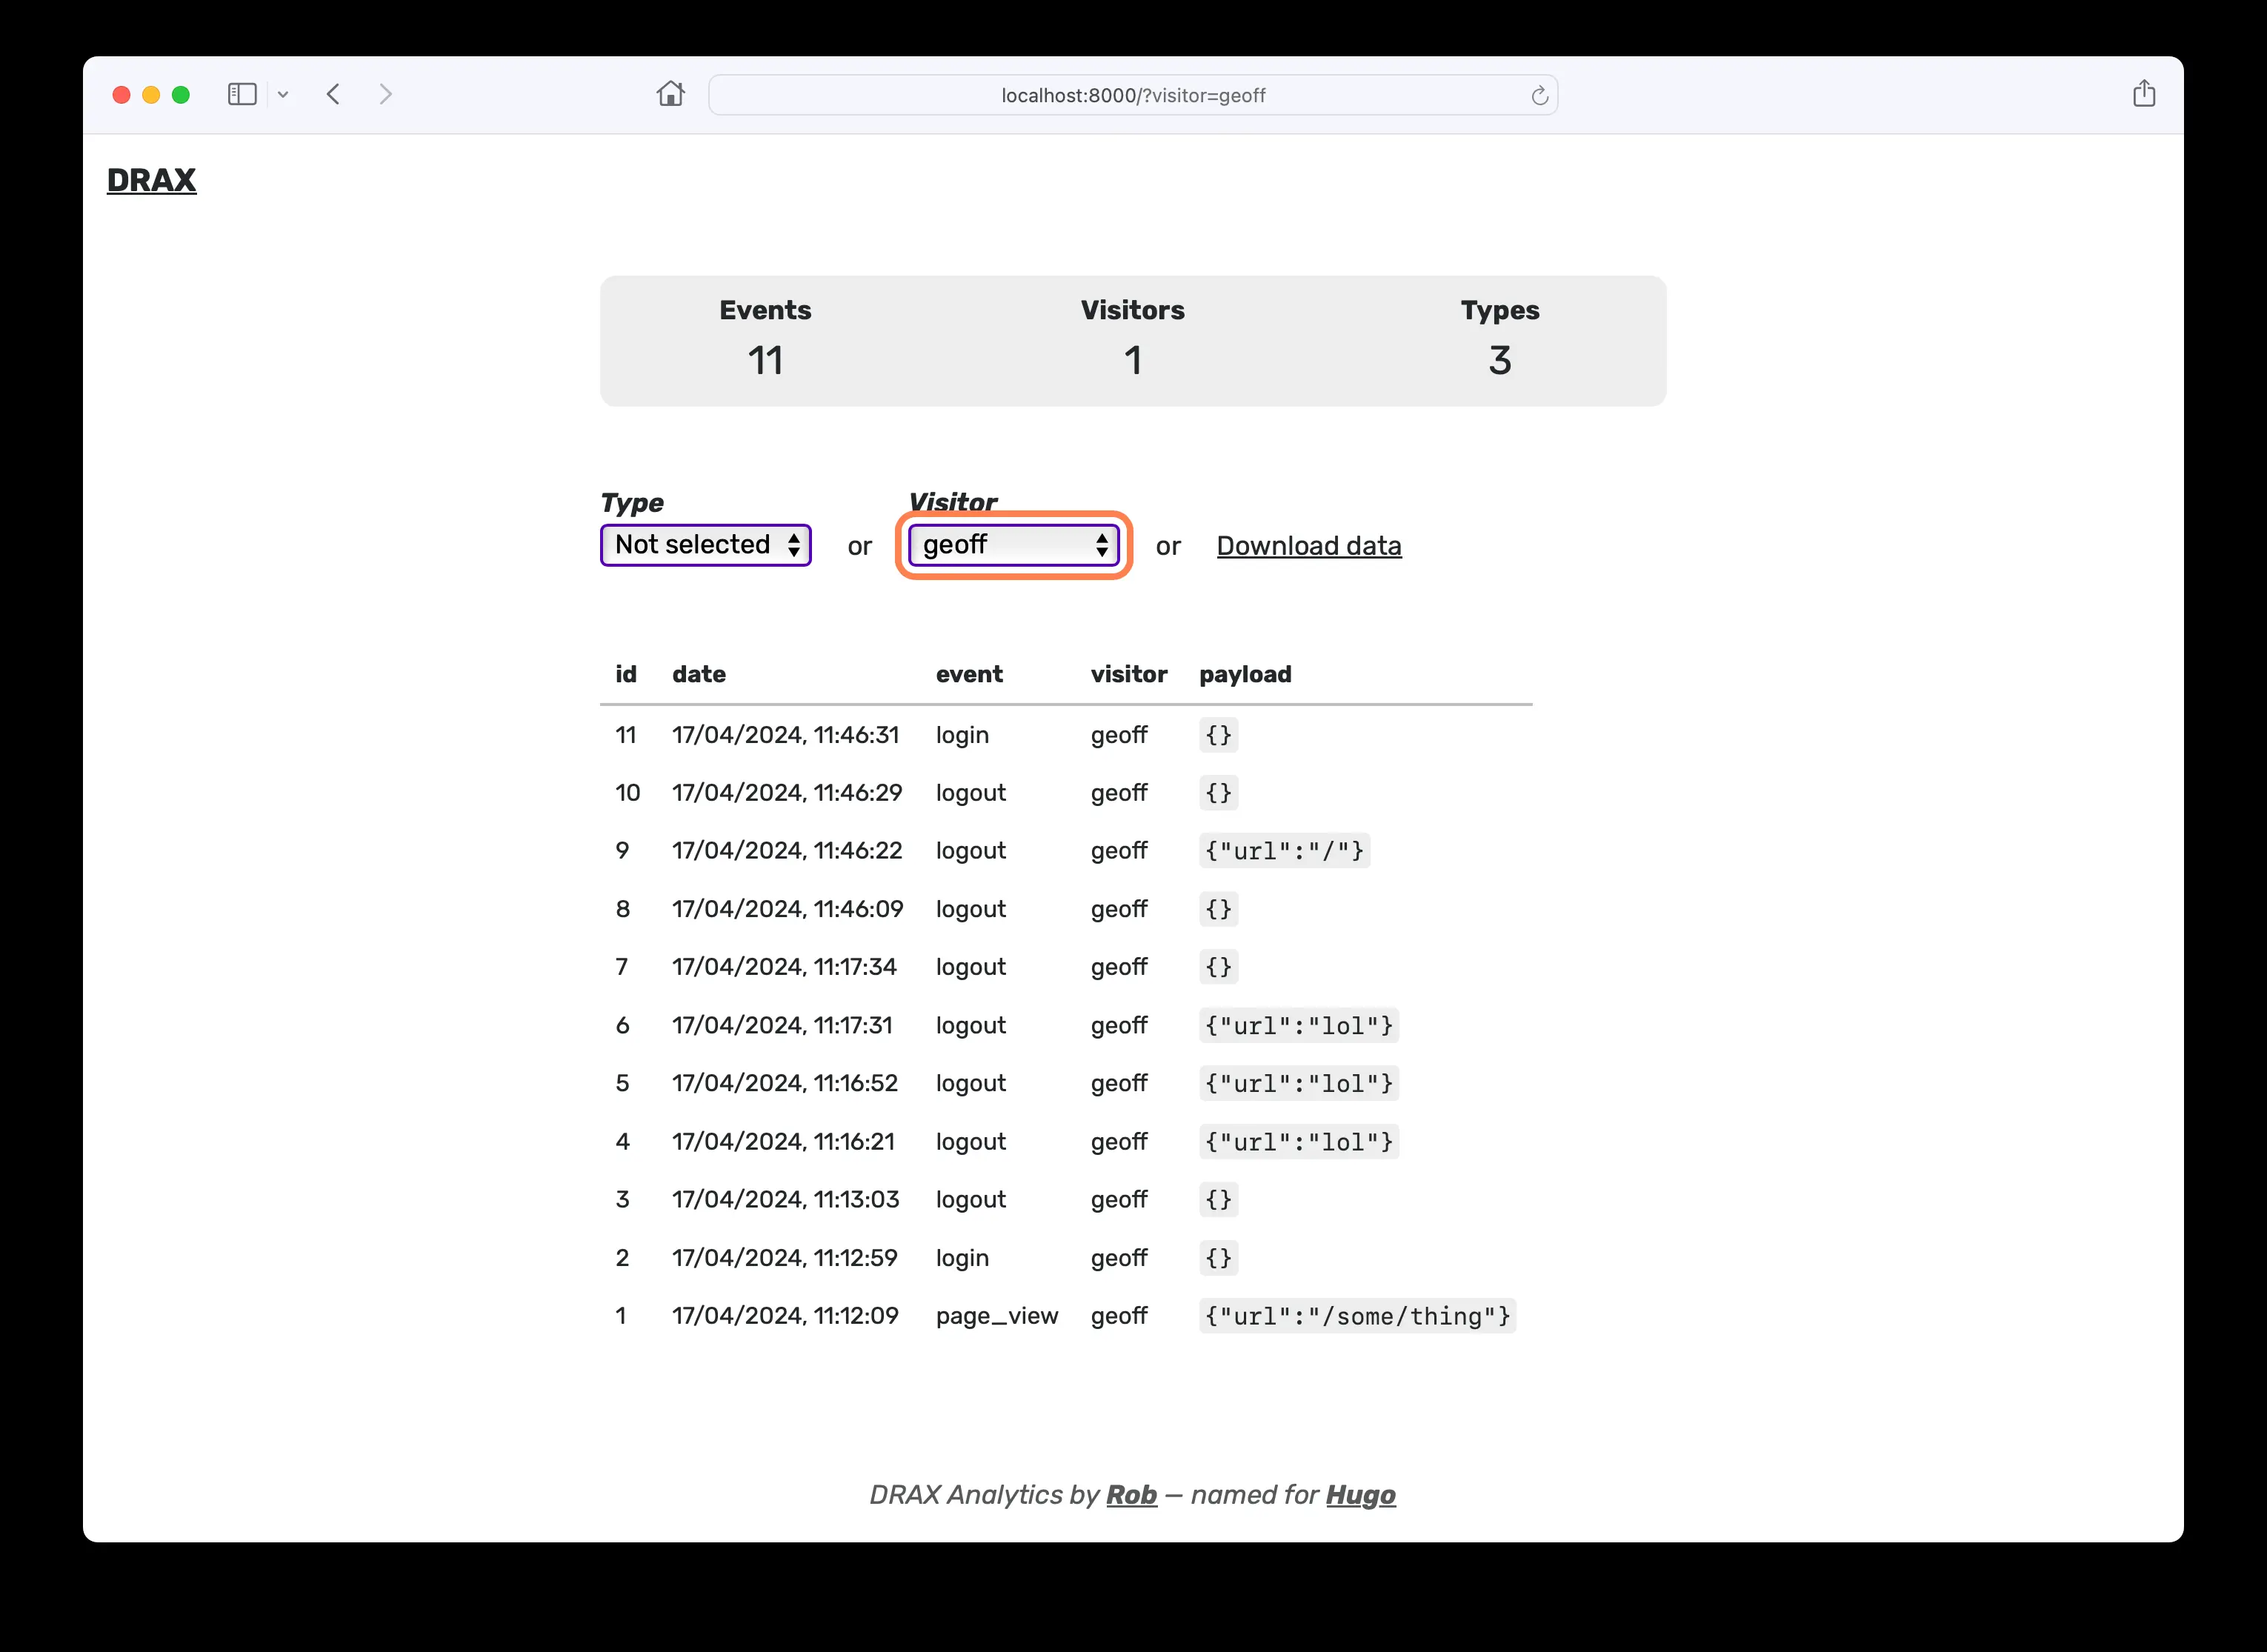 localhost:8000/?visitor=geoff
DRAX
Events Visitors Types
11 1 3
Type Visitor
Not selected or geoff or Download data
id date event visitor payload
11 17/04/2024, 11:46:31 login geoff {}
10 17/04/2024, 11:46:29 logout geoff {}
9 17/04/2024, 11:46:22 logout geoff {"url":"/"}
8 17/04/2024, 11:46:09 logout geoff {}
7 17/04/2024, 11:17:34 logout geoff {}
6 17/04/2024, 11:17:31 logout geoff {"url":"lol"}
5 17/04/2024, 11:16:52 logout geoff {"url":"lol"}
4 17/04/2024, 11:16:21 logout geoff {"url":"lol"}
3 17/04/2024, 11:13:03 logout geoff {}
2 17/04/2024, 11:12:59 login geoff {}
1 17/04/2024, 11:12:09 page_view geoff {"url":"/some/thing"}
DRAX Analytics by Rob — named for Hugo